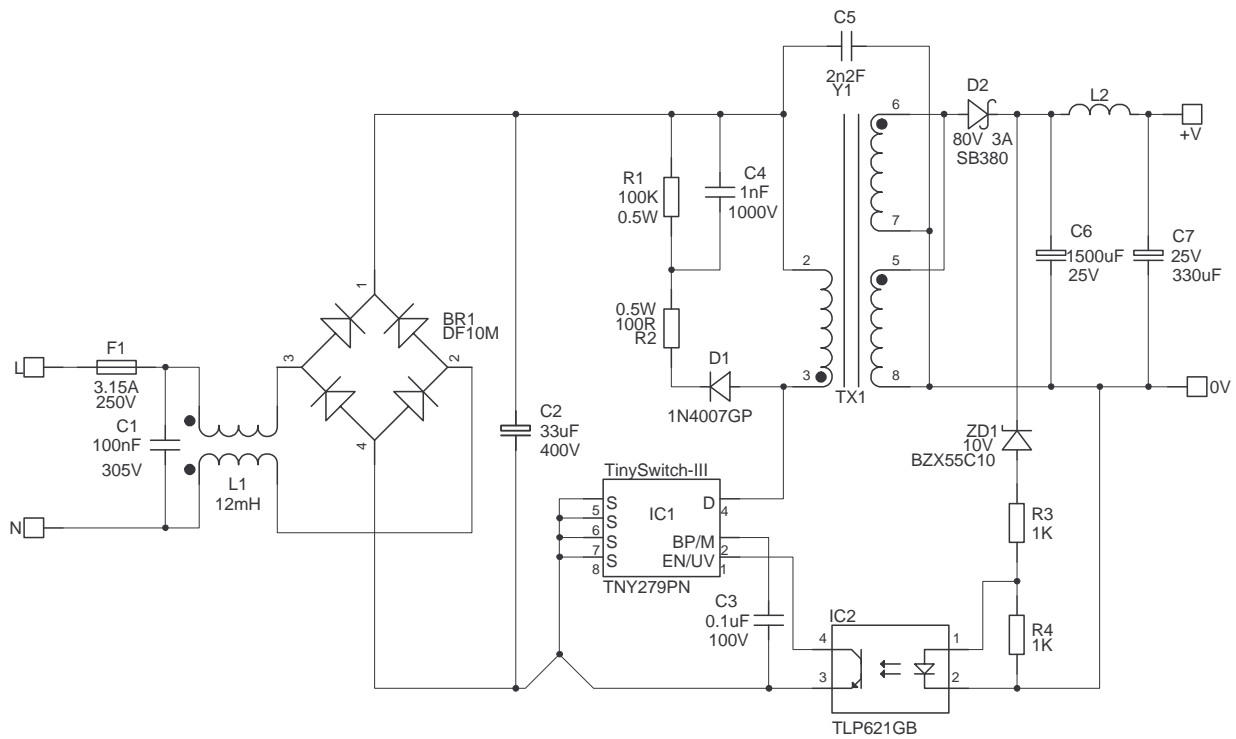 C5
2n2F
Y1
D2
80V 3A
SB380
L2
+V
6
7
5
8
2
3
TX1
R1
100K
0.5W
C4
1nF
1000V
0.5W
100R
R2
D1
1N4007GP
C6
1500uF
25V
C7
25V
330uF
0V
1
2
3
4
BR1
DF10M
L
F1
3.15A
250V
C1
100nF
305V
L1
12mH
N
C2
33uF
400V
TinySwitch-III
S
5
S
6
S
7
S
8
IC1
D
4
BP/M
2
EN/UV
1
TNY279PN
C3
0.1uF
100V
ZD1
10V
BZX55C10
R3
1K
R4
1K
IC2
4
3
1
2
TLP621GB